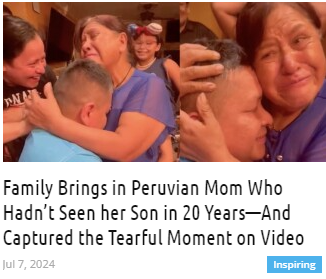 Family Brings in Peruvian Mom Who
Hadn't Seen her Son in 20 Years—And
Captured the Tearful Moment on Video
Jul 7, 2024
Inspiring